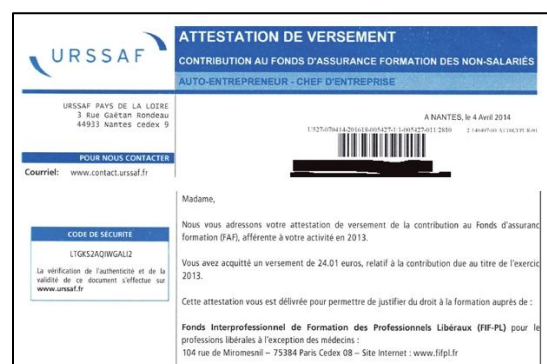 URSSAF
ATTESTATION DE VERSEMENT
CONTRIBUTION AU FONDS D'ASSURANCE FORMATION DES NON-SALARIÉS
AUTO-ENTREPRENEUR - CHEF D'ENTREPRISE
URSSAF PAYS DE LA LOIRE
3 Rue Gaëtan Rondeau
44933 Nantes cedex 9
A NANTES, le 4 Avril 2014
POUR NOUS CONTACTER
Courriel: www.contact.urssaf.fr
Madame,
Nous vous adressons votre attestation de versement de la contribution au Fonds d'assuranc
formation (FAF), afférente à votre activité en 2013.
CODE DE SÉCURITÉ
LTGKS2AQIWGALI2
La vérification de l'authenticité et de la
validité de ce document s'effectue sur
www.urssaf.fr
Vous avez acquitté un versement de 24.01 euros, relatif à la contribution due au titre de l'exercic
2013.
Cette attestation vous est délivrée pour permettre de justifier du droit à la formation auprès de :
Fonds Interprofessionnel de Formation des Professionnels Libéraux (FIF-PL) pour le
professions libérales à l'exception des médecins :
104 rue de Miromesnil – 75384 Paris Cedex 08 – Site Internet : www.fifpl.fr